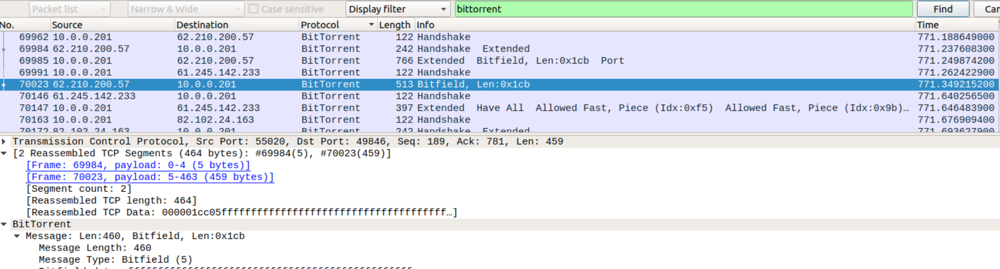 Packet list Narrow & Wide Case sensitive Display filter bittorrent Find Can
No. Source Destination Protocol Length Info Time
69962 10.0.0.201 62.210.200.57 BitTorrent 122 Handshake 771.188649000
69984 62.210.200.57 10.0.0.201 BitTorrent 242 Handshake Extended 771.237608300
69985 10.0.0.201 62.210.200.57 BitTorrent 766 Extended Bitfield, Len:0x1cb Port 771.249874200
69991 10.0.0.201 61.245.142.233 BitTorrent 122 Handshake 771.262422900
70023 62.210.200.57 10.0.0.201 BitTorrent 513 Bitfield, Len:0x1cb 771.349215200
70146 61.245.142.233 10.0.0.201 BitTorrent 122 Handshake 771.640256500
70147 10.0.0.201 61.245.142.233 BitTorrent 397 Extended Have All Allowed Fast, Piece (Idx:0xf5) Allowed Fast, Piece (Idx:0x9b)… 771.646483900
70163 10.0.0.201 82.102.24.163 BitTorrent 122 Handshake 771.676909400
70172 82.102.24.163 10.0.0.201 BitTorrent 242 Handshake Extended 771.693627900
Transmission Control Protocol, Src Port: 55020, Dst Port: 49846, Seq: 189, Ack: 781, Len: 459
[2 Reassembled TCP Segments (464 bytes): #69984(5), #70023(459)]
[Frame: 69984, payload: 0-4 (5 bytes)]
[Frame: 70023, payload: 5-463 (459 bytes)]
[Segment count: 2]
[Reassembled TCP length: 464]
[Reassembled TCP Data: 000001cc05ffffffffffffffffffffffffffffffffffffff…]
BitTorrent
Message: Len:460, Bitfield, Len:0x1cb
Message Length: 460
Message Type: Bitfield (5)